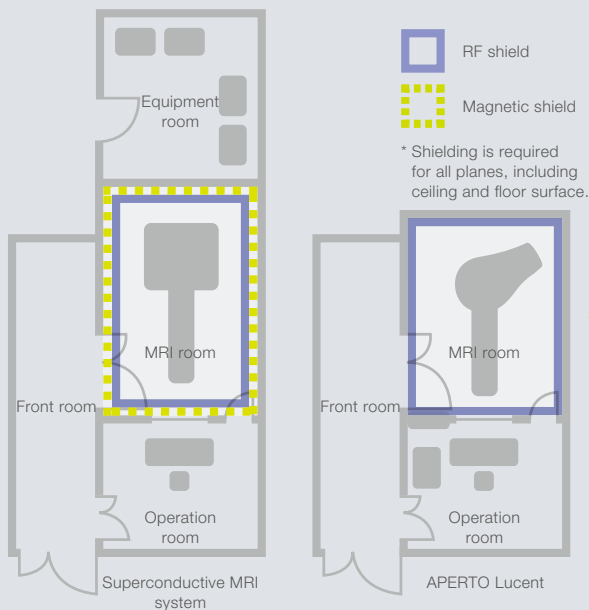 RF shield
Magnetic shield
* Shielding is required
for all planes, including
ceiling and floor surface.
Equipment
room
MRI room
Front room
Operation
room
Superconductive MRI
system
MRI room
Front room
Operation
room
APERTO Lucent